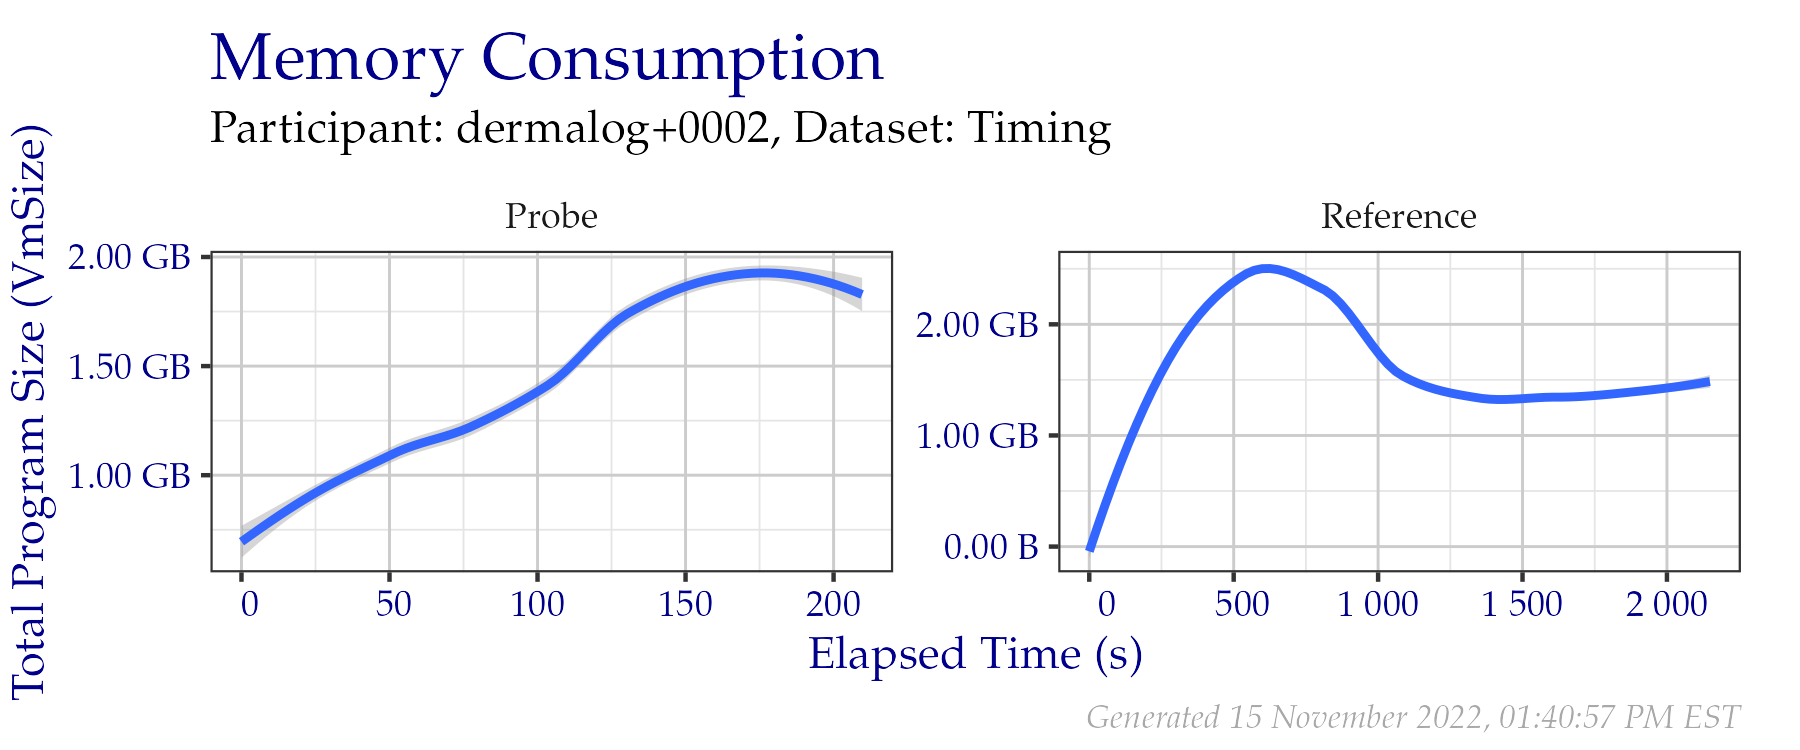 Memory Consumption
Participant: dermalog+0002, Dataset: Timing
Total Program Size (VmSize)
Probe
2.00 GB
1.50 GB
1.00 GB
0 50 100 150 200
Reference
2.00 GB
1.00 GB
0.00 B
0 500 1 000 1 500 2 000
Elapsed Time (s)
Generated 15 November 2022, 01:40:57 PM EST